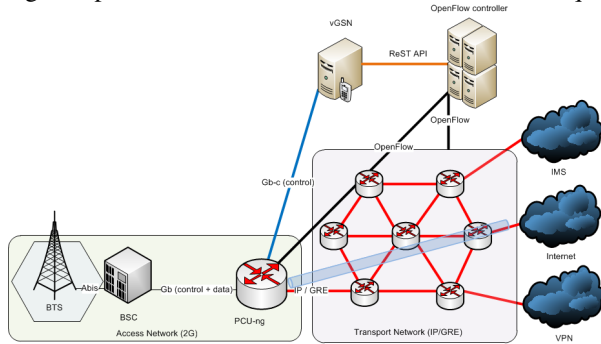 OpenFlow controller
vGSN
ReST API
OpenFlow
OpenFlow
IMS
Gb-c (control)
Internet
Abis
Gb (control + data)
IP / GRE
BTS
BSC
PCU-ng
VPN
Access Network (2G)
Transport Network (IP/GRE)